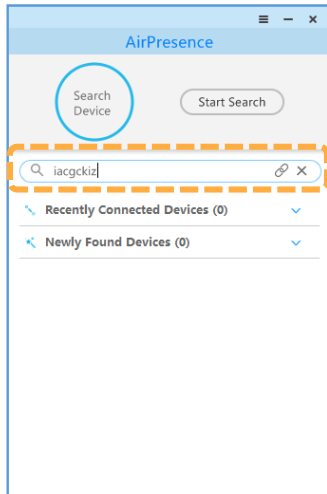 AirPresence
Search
Device
Start Search
iacgckiz
Recently Connected Devices (0)
Newly Found Devices (0)